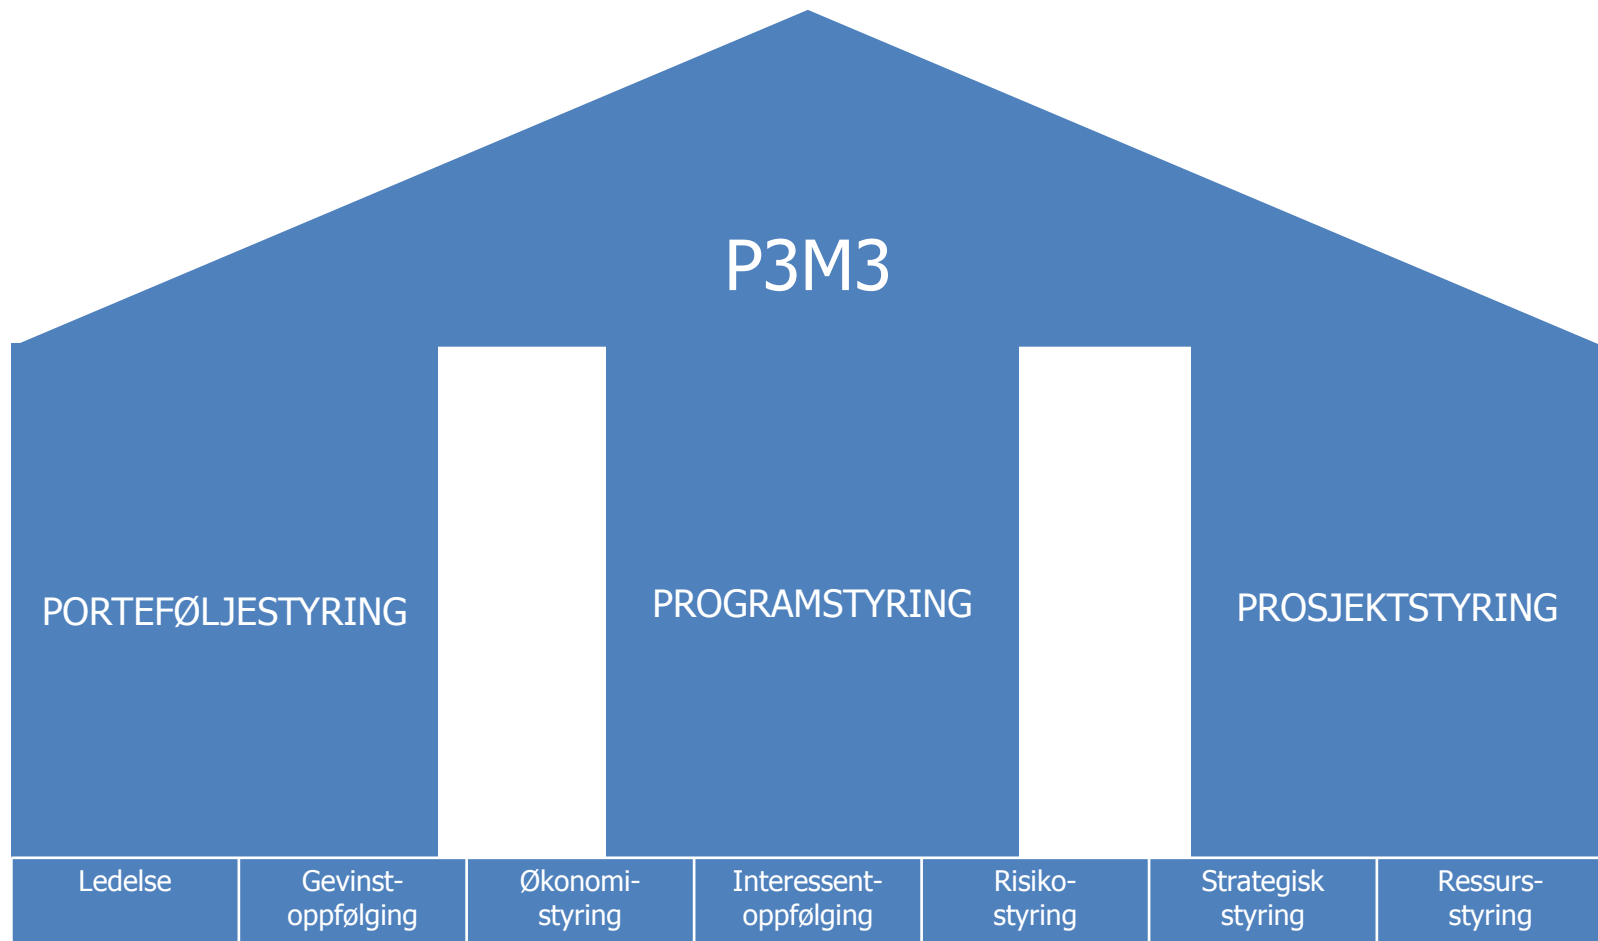 P3M3
PORTEFØLJESTYRING
PROGRAMSTYRING
PROSJEKTSTYRING
Ledelse
Gevinst-
oppfølging
Økonomi-
styring
Interessent-
oppfølging
Risiko-
styring
Strategisk
styring
Ressurs-
styring